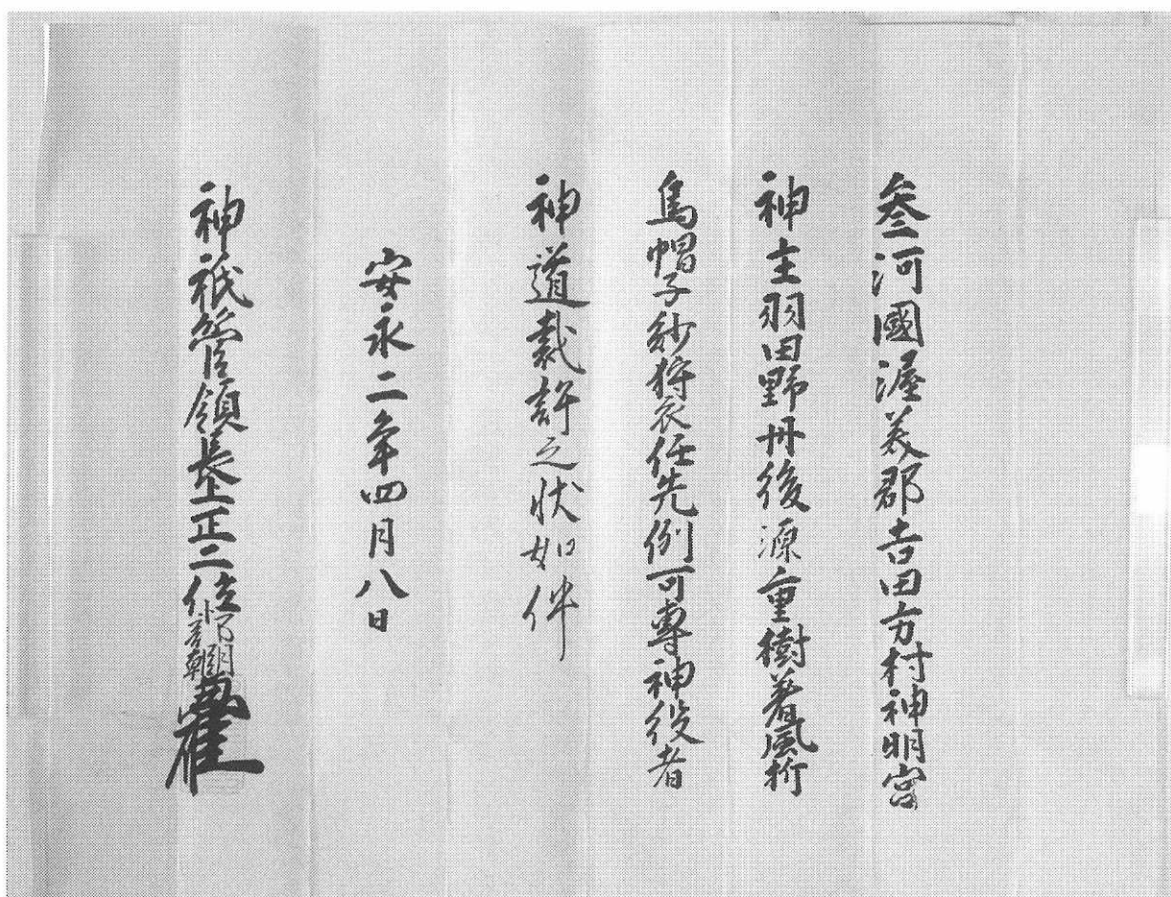 叄河國渥美郡吉田方村神明宮
神主羽田野丹後源重樹着風折
烏帽子紗狩衣任先例可專神役者
神道裁許之状如件
安永二年四月八日
神祇管領長上正二位卜部朝臣